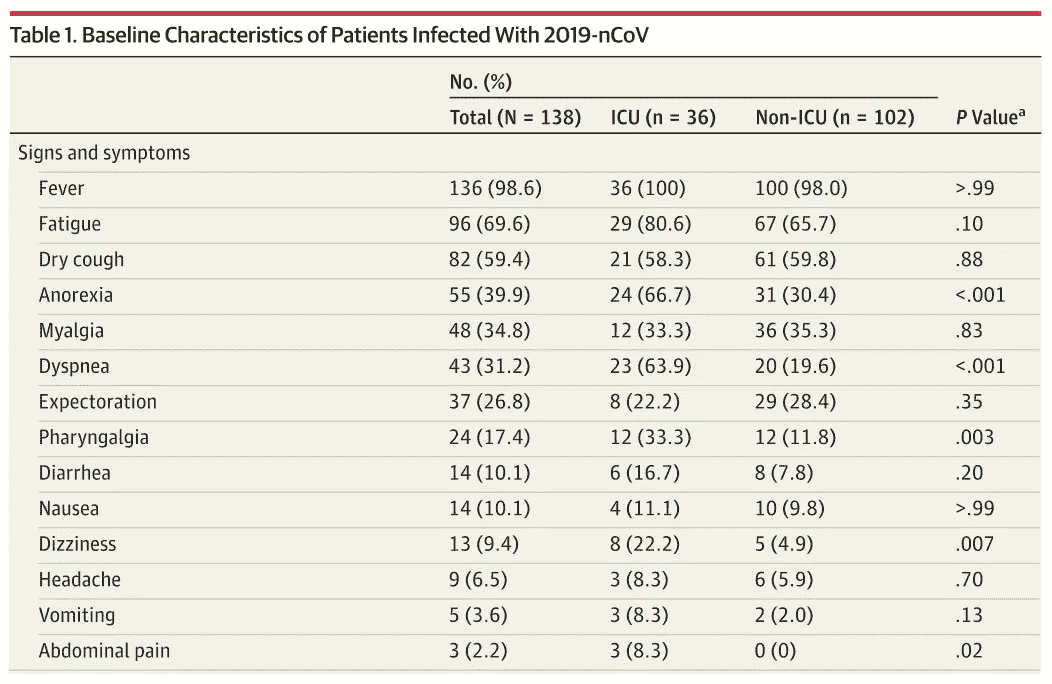 Table 1. Baseline Characteristics of Patients Infected With 2019-nCoV
No. (%)
Total (N = 138) ICU (n = 36) Non-ICU (n = 102) P Valueᵃ
Signs and symptoms
Fever 136 (98.6) 36 (100) 100 (98.0) >.99
Fatigue 96 (69.6) 29 (80.6) 67 (65.7) .10
Dry cough 82 (59.4) 21 (58.3) 61 (59.8) .88
Anorexia 55 (39.9) 24 (66.7) 31 (30.4) <.001
Myalgia 48 (34.8) 12 (33.3) 36 (35.3) .83
Dyspnea 43 (31.2) 23 (63.9) 20 (19.6) <.001
Expectoration 37 (26.8) 8 (22.2) 29 (28.4) .35
Pharyngalgia 24 (17.4) 12 (33.3) 12 (11.8) .003
Diarrhea 14 (10.1) 6 (16.7) 8 (7.8) .20
Nausea 14 (10.1) 4 (11.1) 10 (9.8) >.99
Dizziness 13 (9.4) 8 (22.2) 5 (4.9) .007
Headache 9 (6.5) 3 (8.3) 6 (5.9) .70
Vomiting 5 (3.6) 3 (8.3) 2 (2.0) .13
Abdominal pain 3 (2.2) 3 (8.3) 0 (0) .02